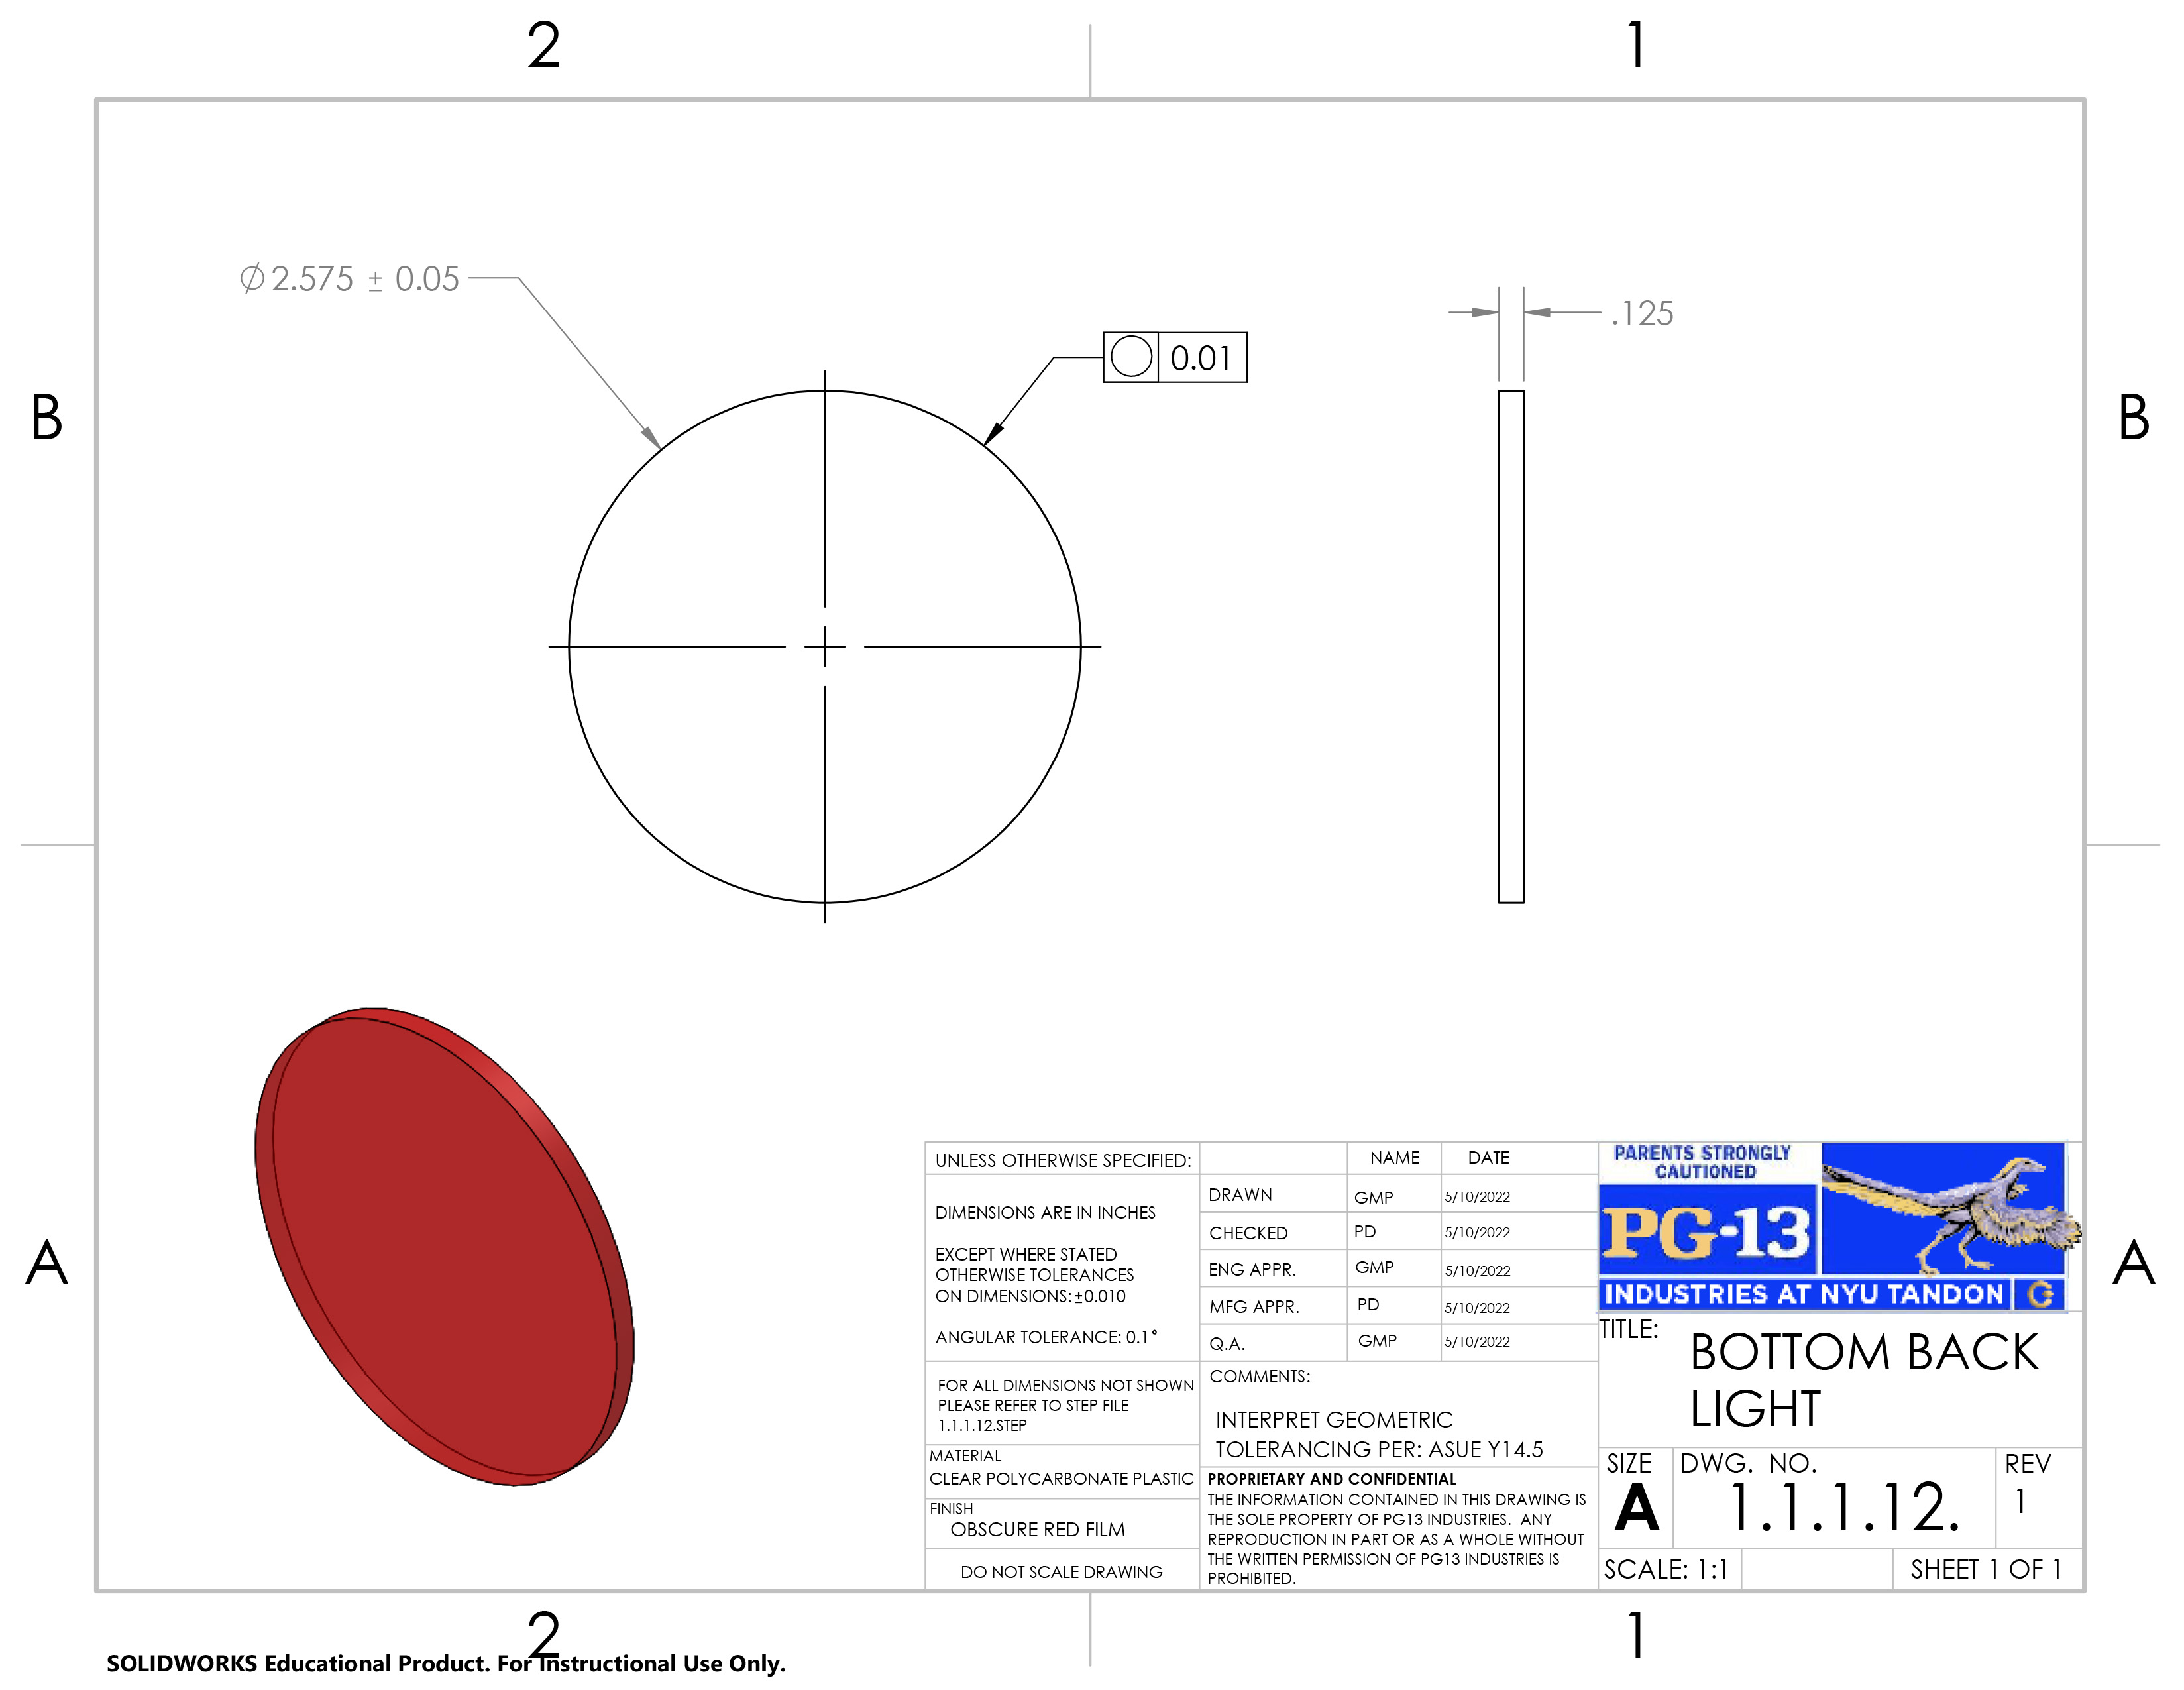 2
1
B
B
⌀2.575 ± 0.05
○ 0.01
.125
A
A
UNLESS OTHERWISE SPECIFIED:
DIMENSIONS ARE IN INCHES
EXCEPT WHERE STATED
OTHERWISE TOLERANCES
ON DIMENSIONS:±0.010
ANGULAR TOLERANCE: 0.1°
FOR ALL DIMENSIONS NOT SHOWN
PLEASE REFER TO STEP FILE
1.1.1.12.STEP
MATERIAL
CLEAR POLYCARBONATE PLASTIC
FINISH
OBSCURE RED FILM
DO NOT SCALE DRAWING
NAME DATE
DRAWN GMP 5/10/2022
CHECKED PD 5/10/2022
ENG APPR. GMP 5/10/2022
MFG APPR. PD 5/10/2022
Q.A. GMP 5/10/2022
COMMENTS:
INTERPRET GEOMETRIC
TOLERANCING PER: ASUE Y14.5
PROPRIETARY AND CONFIDENTIAL
THE INFORMATION CONTAINED IN THIS DRAWING IS
THE SOLE PROPERTY OF PG13 INDUSTRIES. ANY
REPRODUCTION IN PART OR AS A WHOLE WITHOUT
THE WRITTEN PERMISSION OF PG13 INDUSTRIES IS
PROHIBITED.
PARENTS STRONGLY
CAUTIONED
PG-13
INDUSTRIES AT NYU TANDON
TITLE:
BOTTOM BACK
LIGHT
SIZE
A
DWG. NO.
1.1.1.12.
REV
1
SCALE: 1:1
SHEET 1 OF 1
2
1
SOLIDWORKS Educational Product. For Instructional Use Only.